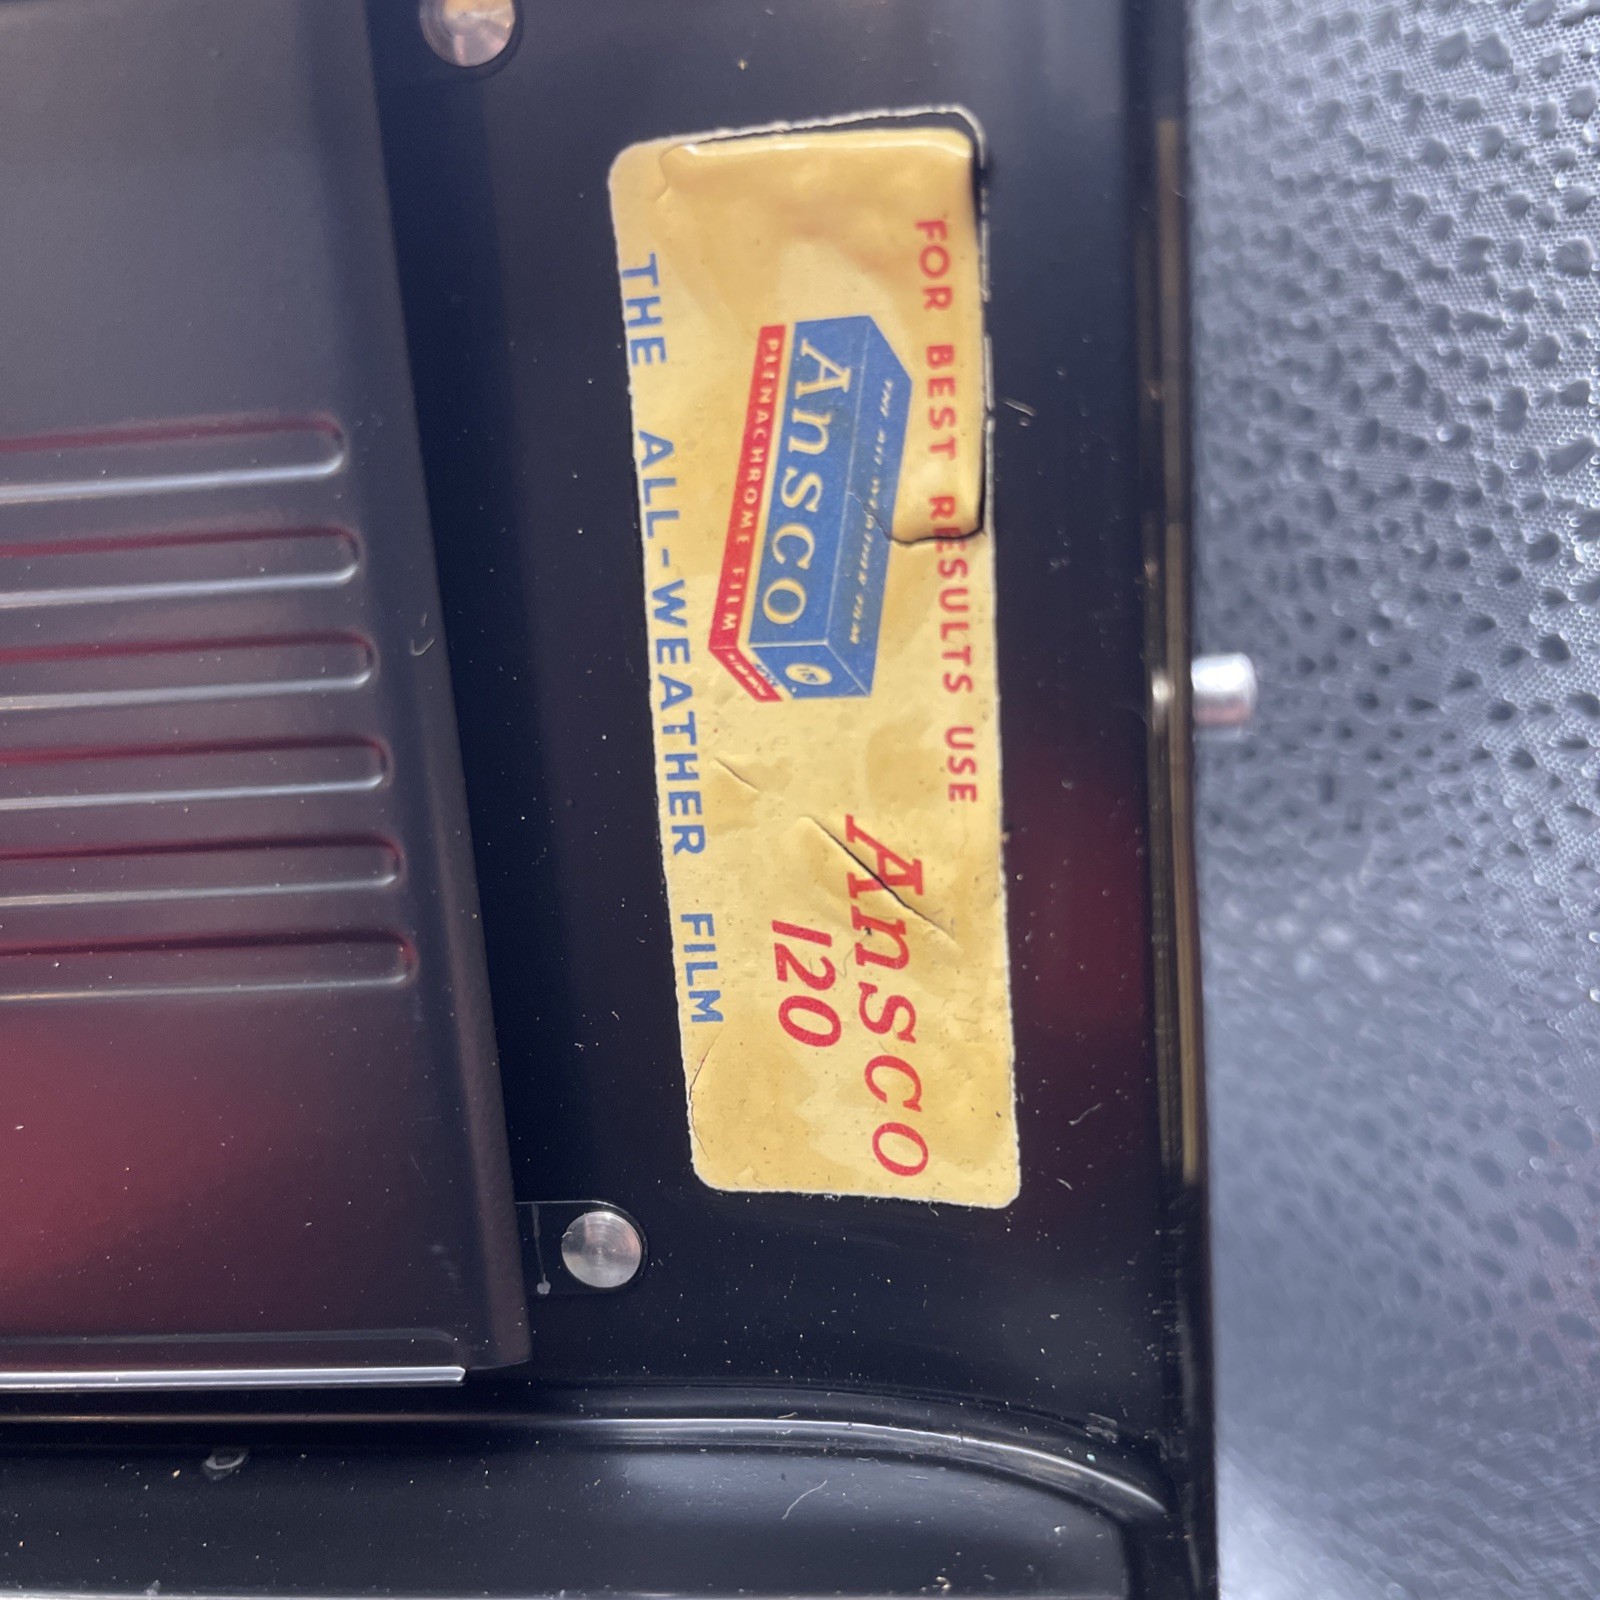 FOR BEST RESULTS USE
THE ALL WEATHER FILM
Ansco
PLENACHROME FILM
Ansco
120
THE ALL-WEATHER FILM